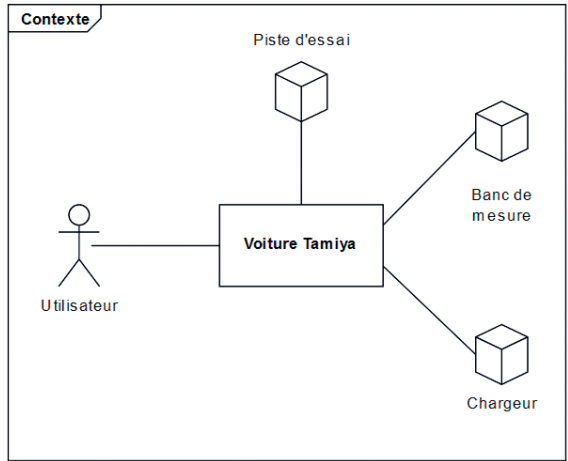 Contexte
Piste d'essai
Banc de
mesure
Voiture Tamiya
Utilisateur
Chargeur